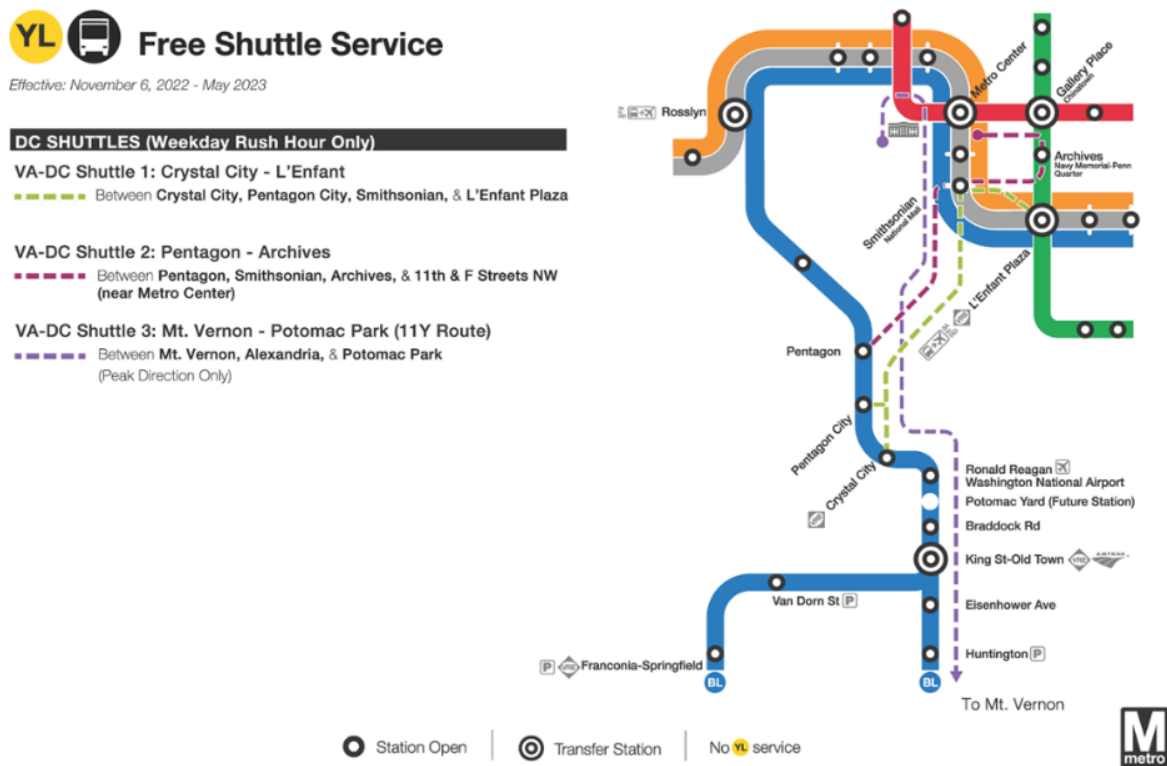 YL
Free Shuttle Service
Effective: November 6, 2022 - May 2023
DC SHUTTLES (Weekday Rush Hour Only)
VA-DC Shuttle 1: Crystal City - L'Enfant
Between Crystal City, Pentagon City, Smithsonian, & L'Enfant Plaza
VA-DC Shuttle 2: Pentagon - Archives
Between Pentagon, Smithsonian, Archives, & 11th & F Streets NW
(near Metro Center)
VA-DC Shuttle 3: Mt. Vernon - Potomac Park (11Y Route)
Between Mt. Vernon, Alexandria, & Potomac Park
(Peak Direction Only)
Metro Center
Gallery Place
Chinatown
Rosslyn
Archives
Navy Memorial-Penn
Quarter
Smithsonian
National Mall
L'Enfant Plaza
VRE
Pentagon
Pentagon City
Crystal City
VRE
Ronald Reagan
Washington National Airport
Potomac Yard (Future Station)
Braddock Rd
King St-Old Town VRE AMTRAK
Van Dorn St P
Eisenhower Ave
Huntington P
P VRE Franconia-Springfield
BL
BL
To Mt. Vernon
Station Open
Transfer Station
No YL service
M
metro